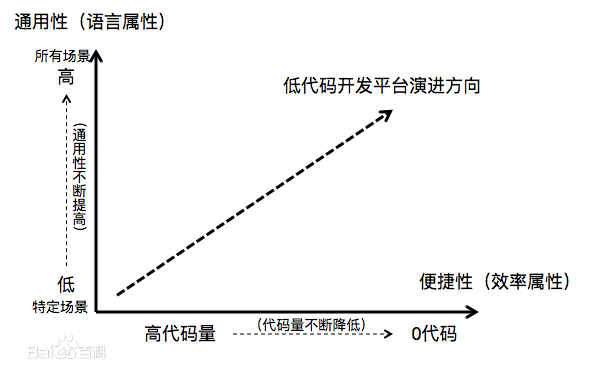 通用性（语言属性）
所有场景
高
低代码开发平台演进方向
（通用性不断提高）
低
特定场景
便捷性（效率属性）
高代码量
（代码量不断降低）
0代码
Bai百科